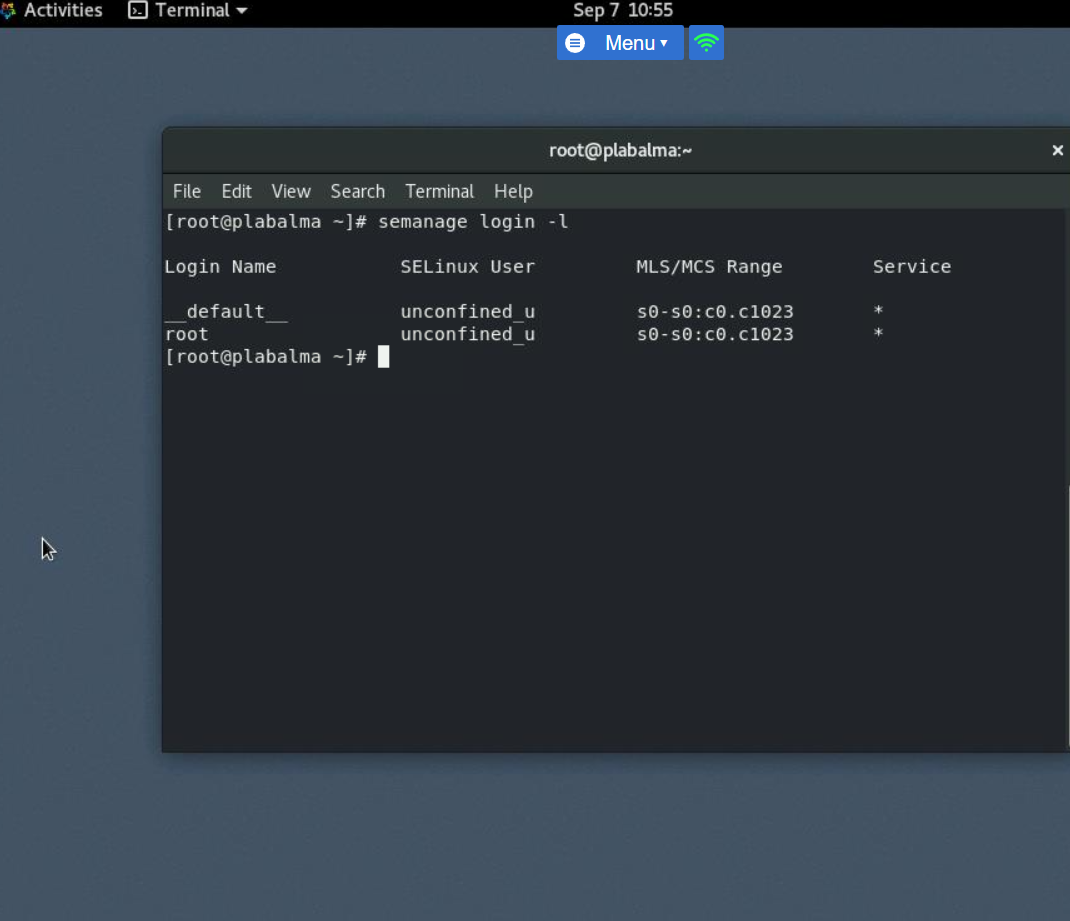 Activities Terminal Sep 7 10:55
Menu
root@plabalma:~
File Edit View Search Terminal Help
[root@plabalma ~]# semanage login -l
Login Name SELinux User MLS/MCS Range Service
__default__ unconfined_u s0-s0:c0.c1023 *
root unconfined_u s0-s0:c0.c1023 *
[root@plabalma ~]#